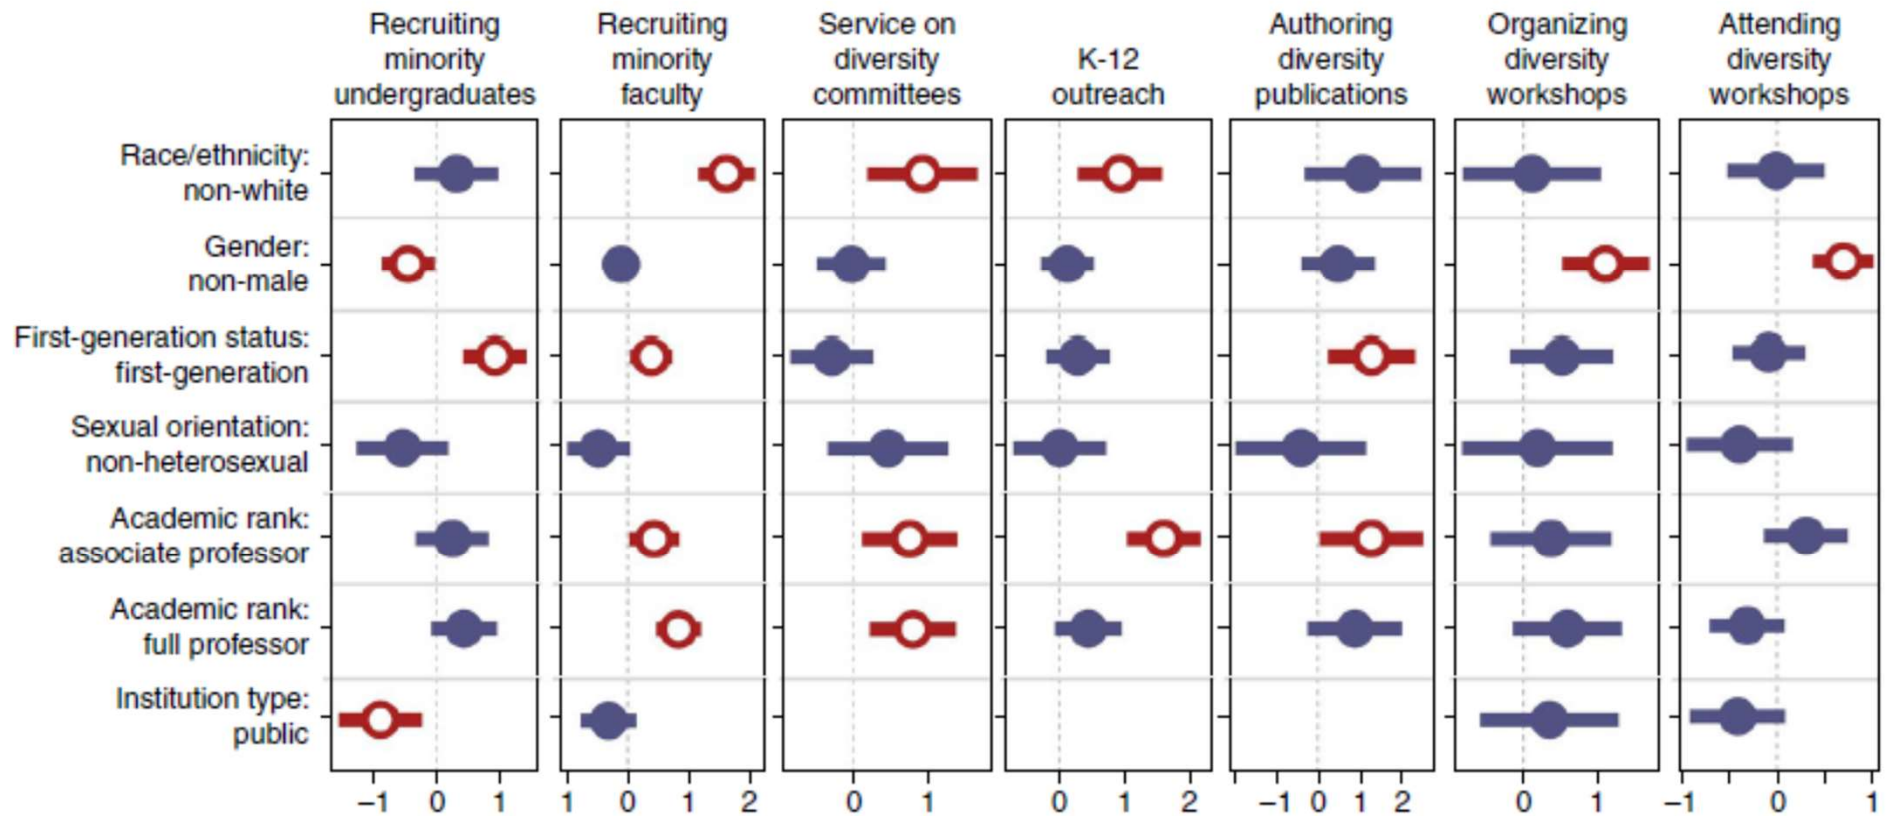 Recruiting
minority
undergraduates
Recruiting
minority
faculty
Service on
diversity
committees
K-12
outreach
Authoring
diversity
publications
Organizing
diversity
workshops
Attending
diversity
workshops
Race/ethnicity:
non-white
Gender:
non-male
First-generation status:
first-generation
Sexual orientation:
non-heterosexual
Academic rank:
associate professor
Academic rank:
full professor
Institution type:
public
–1 0 1
1 0 1 2
0 1
0 1 2
–1 0 1 2
0 1
–1 0 1